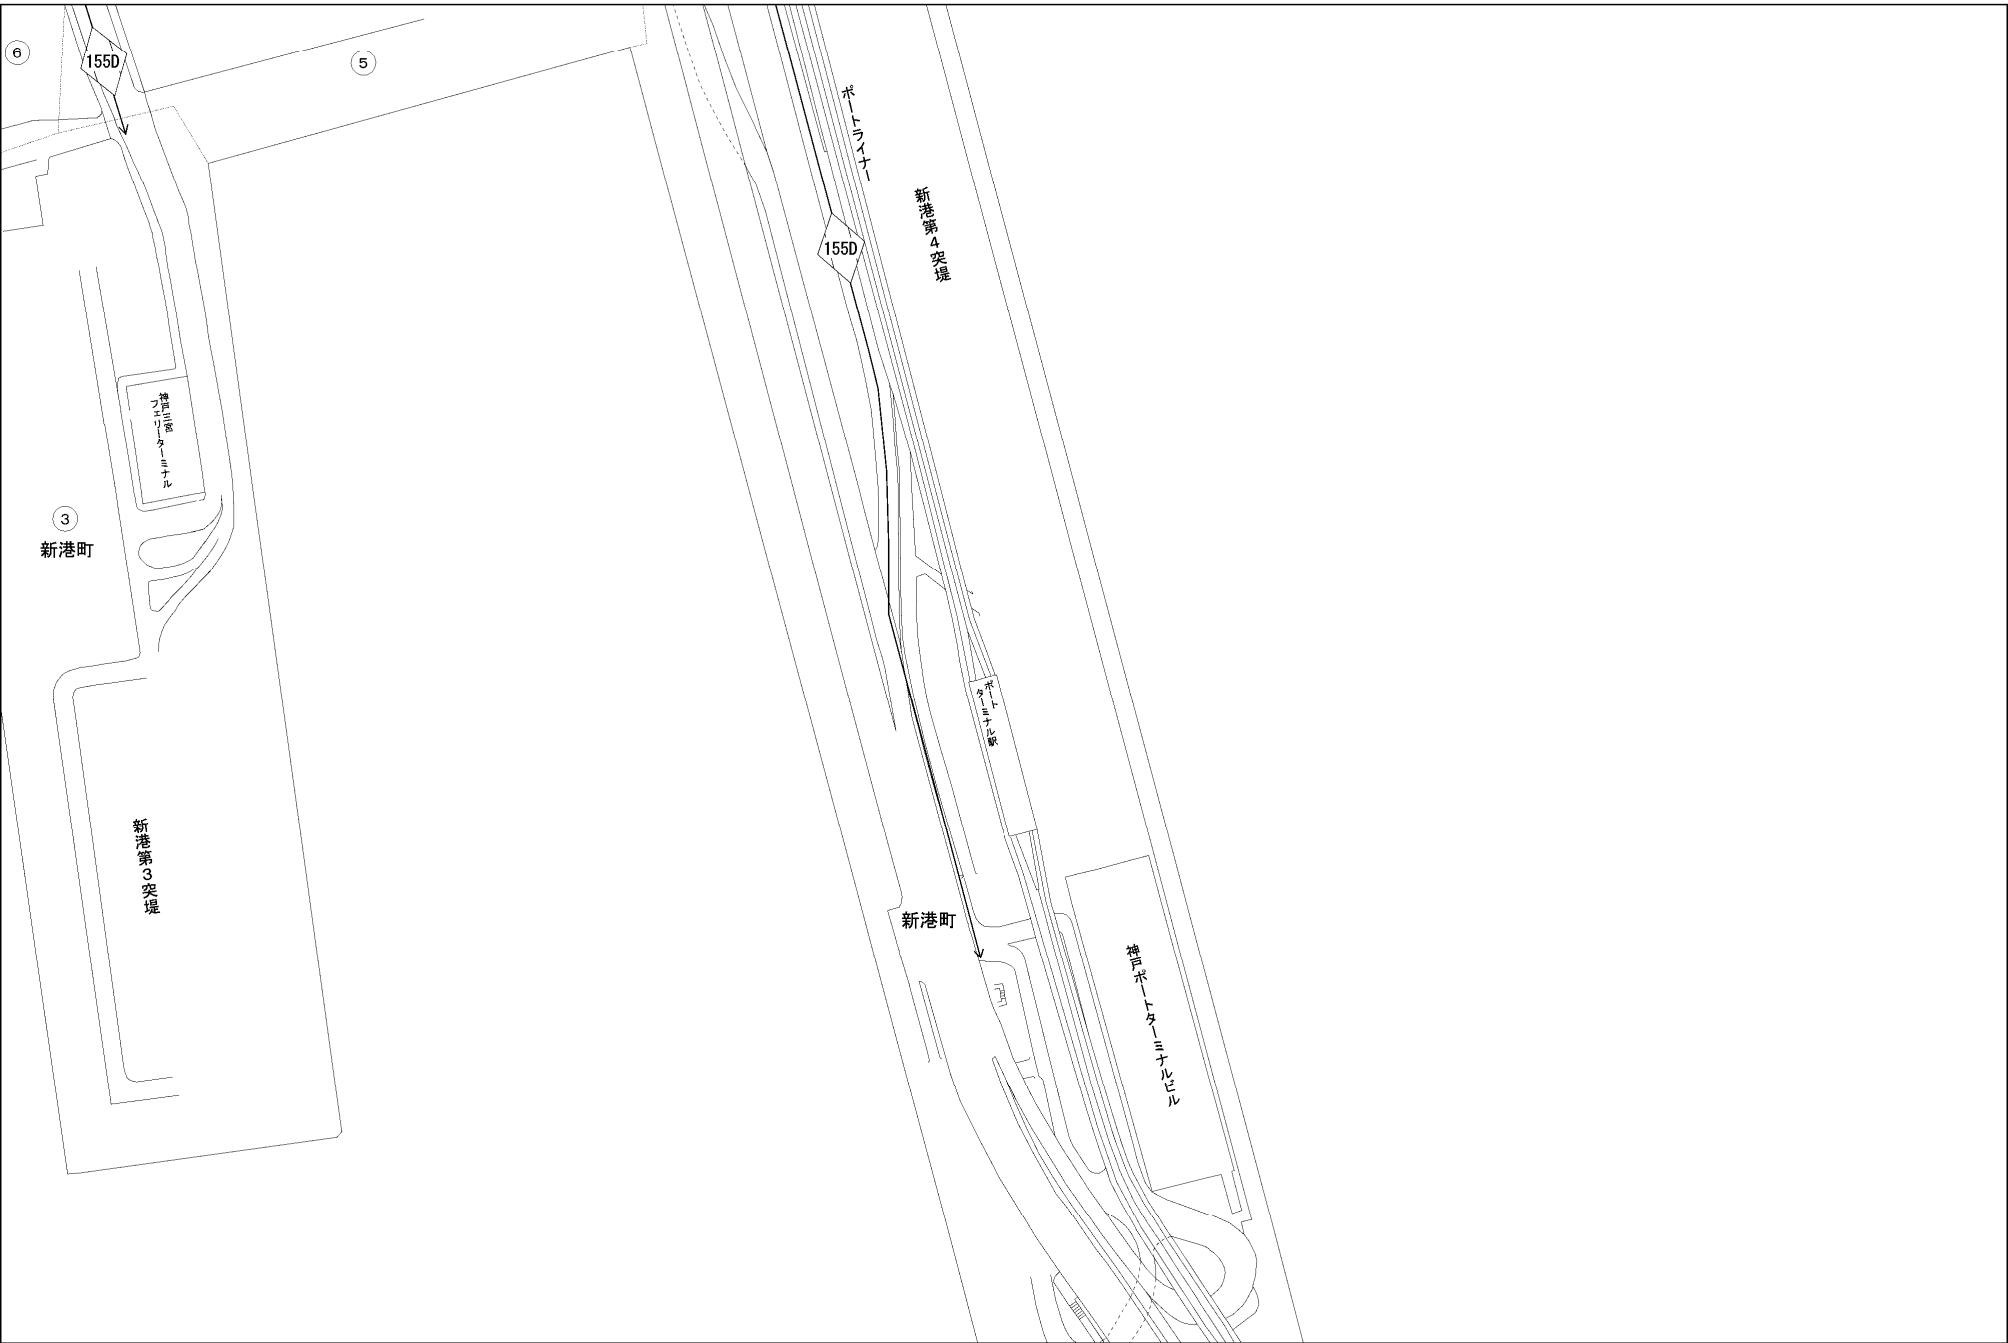 ⑥
155D
⑤
ポートライナー
新港第4突堤
155D
神戸三宮
フェリーターミナル
③
新港町
ポート
ターミナル駅
新港第3突堤
新港町
神戸ポートターミナルビル